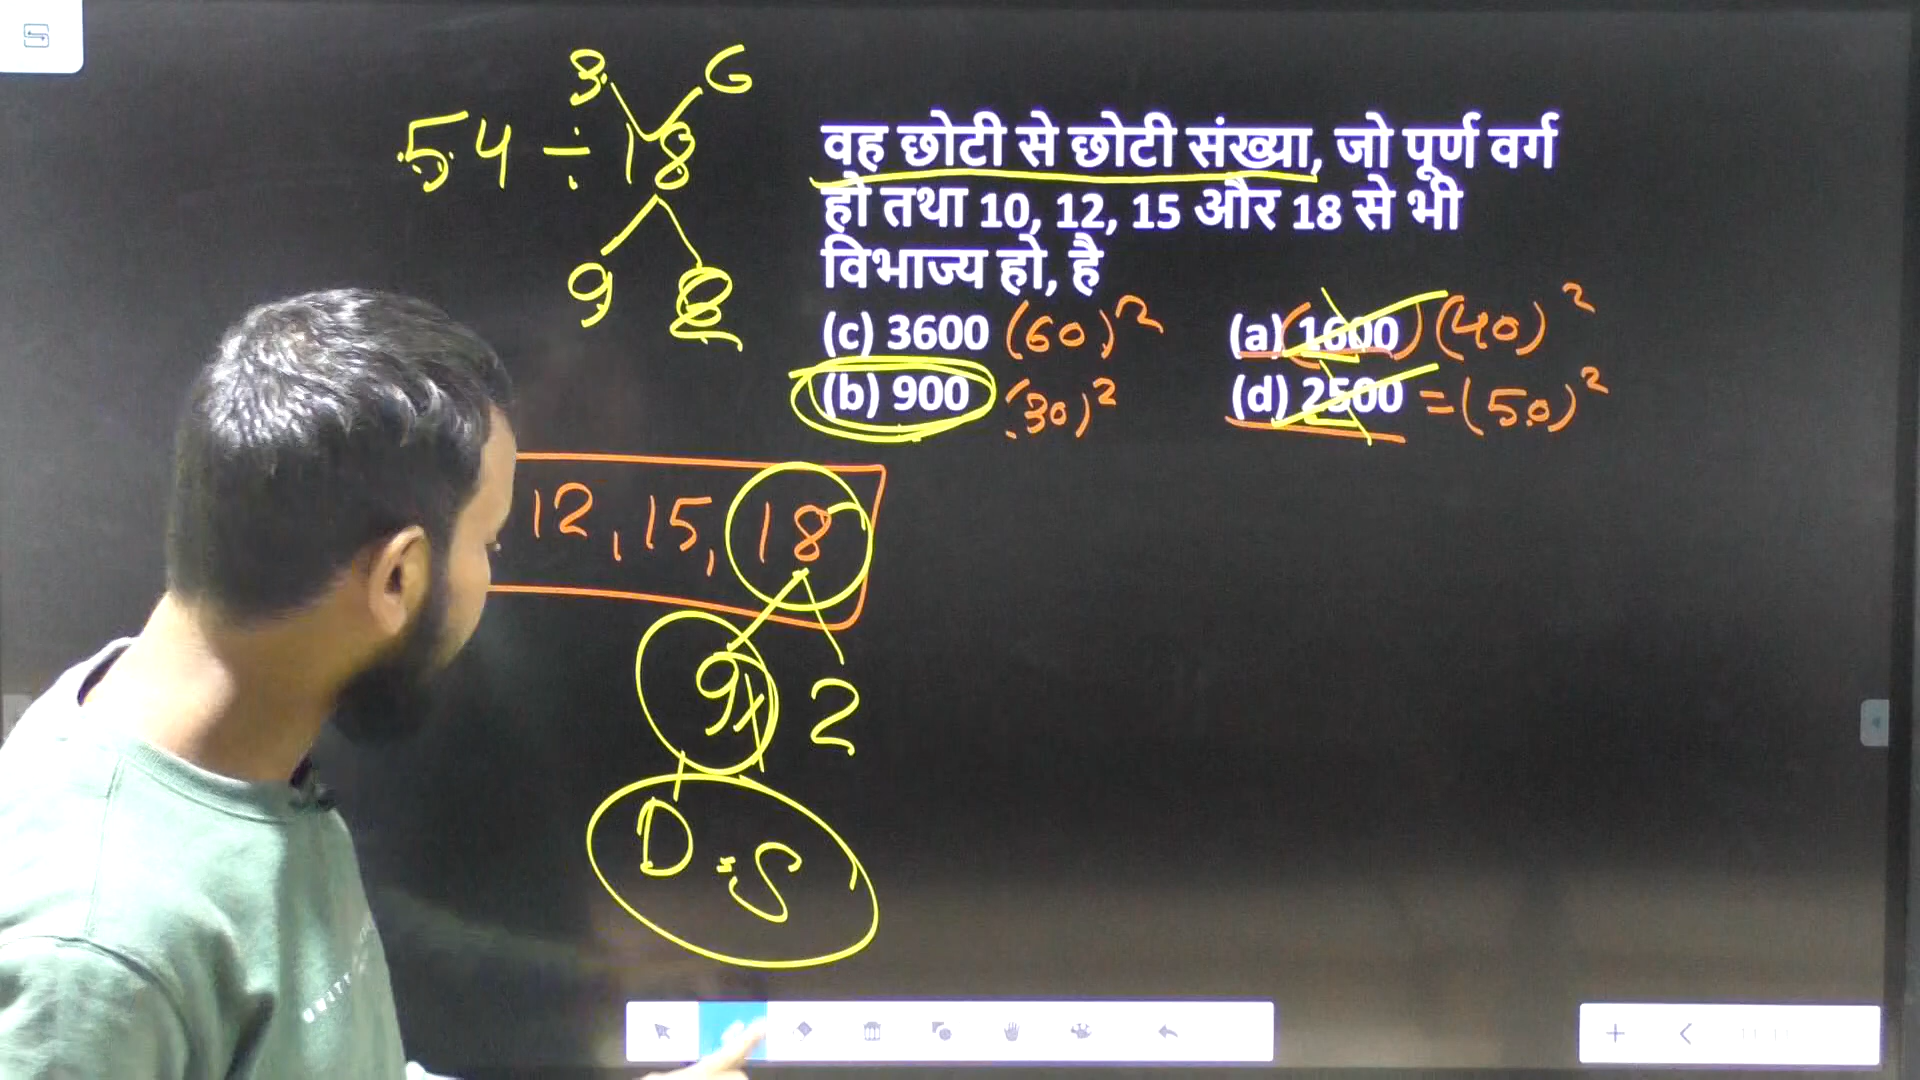 3 6
54 ÷ 18
9 2
वह छोटी से छोटी संख्या, जो पूर्ण वर्ग
हो तथा 10, 12, 15 और 18 से भी
विभाज्य हो, है
(c) 3600 (60)² (a) 1600 (40)²
(b) 900 (30)² (d) 2500 = (50)²
12, 15, 18
9 × 2
D.S